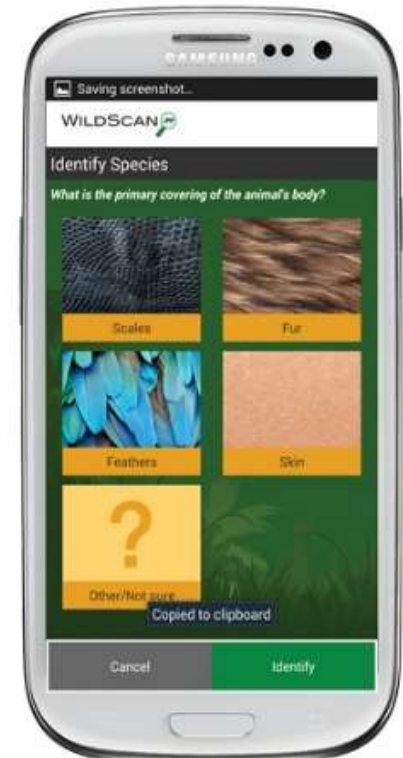 SAMSUNG
Saving screenshot...
WILDSCAN
Identify Species
What is the primary covering of the animal's body?
Scales
Fur
Feathers
Skin
?
Other/Not sure
Copied to clipboard
Cancel
Identify